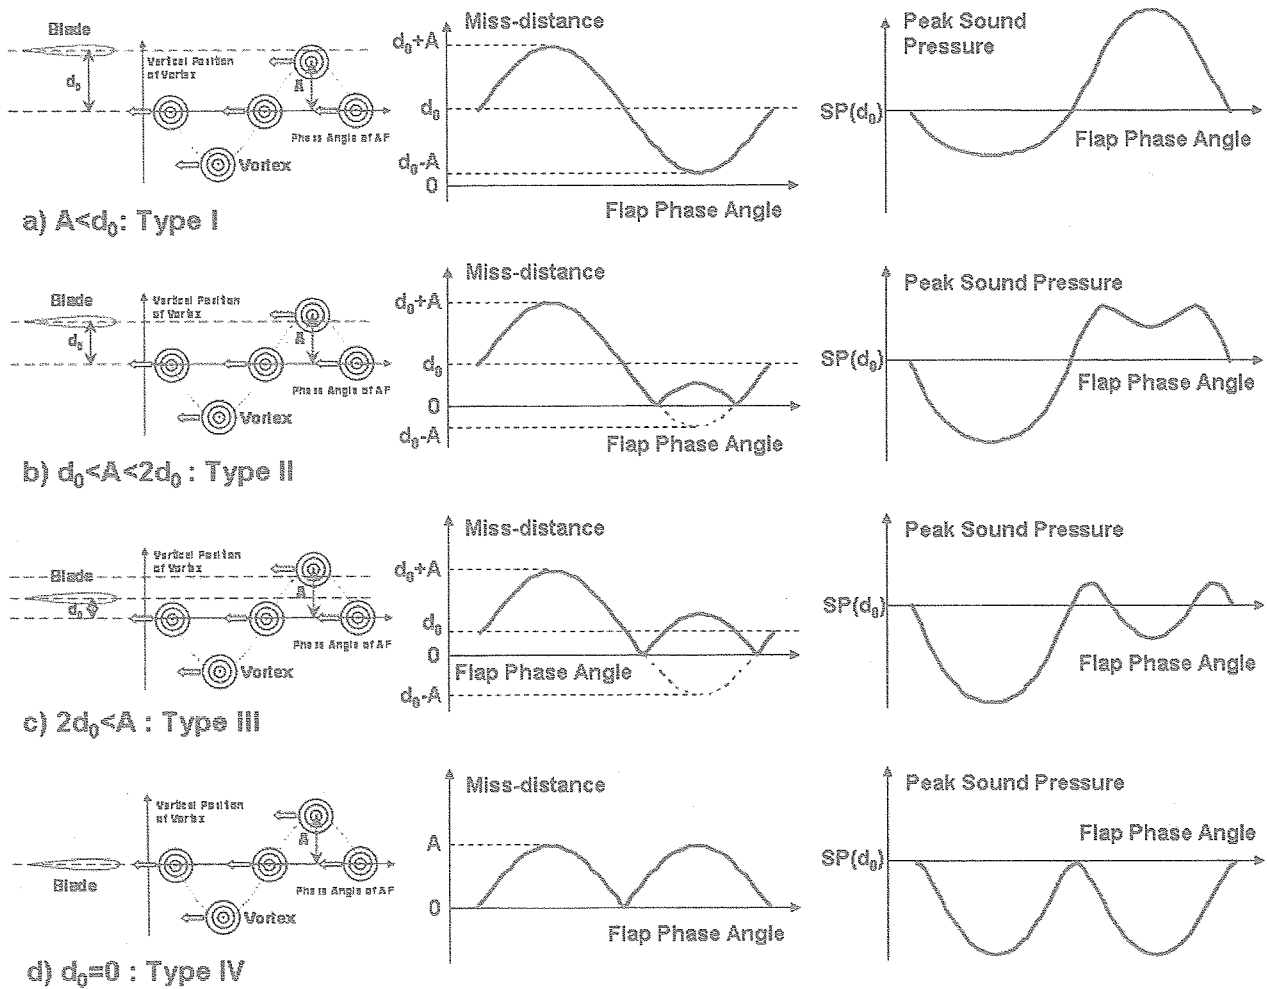 Blade
d₀
Vertical Position
of Vortex
A
Phase Angle of AF
Vortex
a) A<d₀: Type I
Miss-distance
d₀+A
d₀
d₀-A
0
Flap Phase Angle
Peak Sound
Pressure
SP(d₀)
Flap Phase Angle
Blade
d₀
Vertical Position
of Vortex
A
Phase Angle of AF
Vortex
b) d₀<A<2d₀ : Type II
Miss-distance
d₀+A
d₀
0
d₀-A
Flap Phase Angle
Peak Sound Pressure
SP(d₀)
Flap Phase Angle
Vertical Position
of Vortex
Blade
d₀
A
Phase Angle of AF
Vortex
c) 2d₀<A : Type III
Miss-distance
d₀+A
d₀
0
Flap Phase Angle
d₀-A
Peak Sound Pressure
SP(d₀)
Flap Phase Angle
Vertical Position
of Vortex
A
Blade
Phase Angle of AF
Vortex
d) d₀=0 : Type IV
Miss-distance
A
0
Flap Phase Angle
Peak Sound Pressure
Flap Phase Angle
SP(d₀)